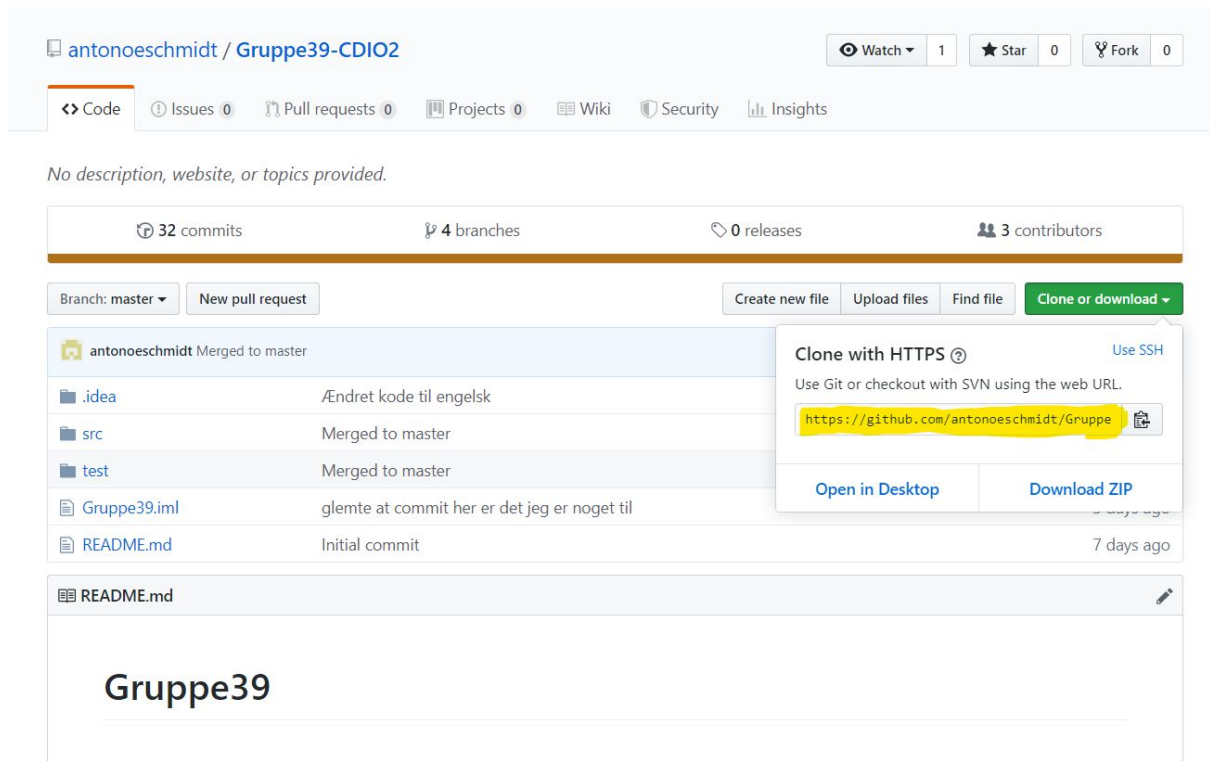 antonoeschmidt / Gruppe39-CDIO2
Watch 1 Star 0 Fork 0
Code Issues 0 Pull requests 0 Projects 0 Wiki Security Insights
No description, website, or topics provided.
32 commits 4 branches 0 releases 3 contributors
Branch: master New pull request Create new file Upload files Find file Clone or download
antonoeschmidt Merged to master
.idea Ændret kode til engelsk
src Merged to master
test Merged to master
Gruppe39.iml glemte at commit her er det jeg er noget til
README.md Initial commit 7 days ago
Clone with HTTPS Use SSH
Use Git or checkout with SVN using the web URL.
https://github.com/antonoeschmidt/Gruppe
Open in Desktop Download ZIP
days ago
README.md
Gruppe39